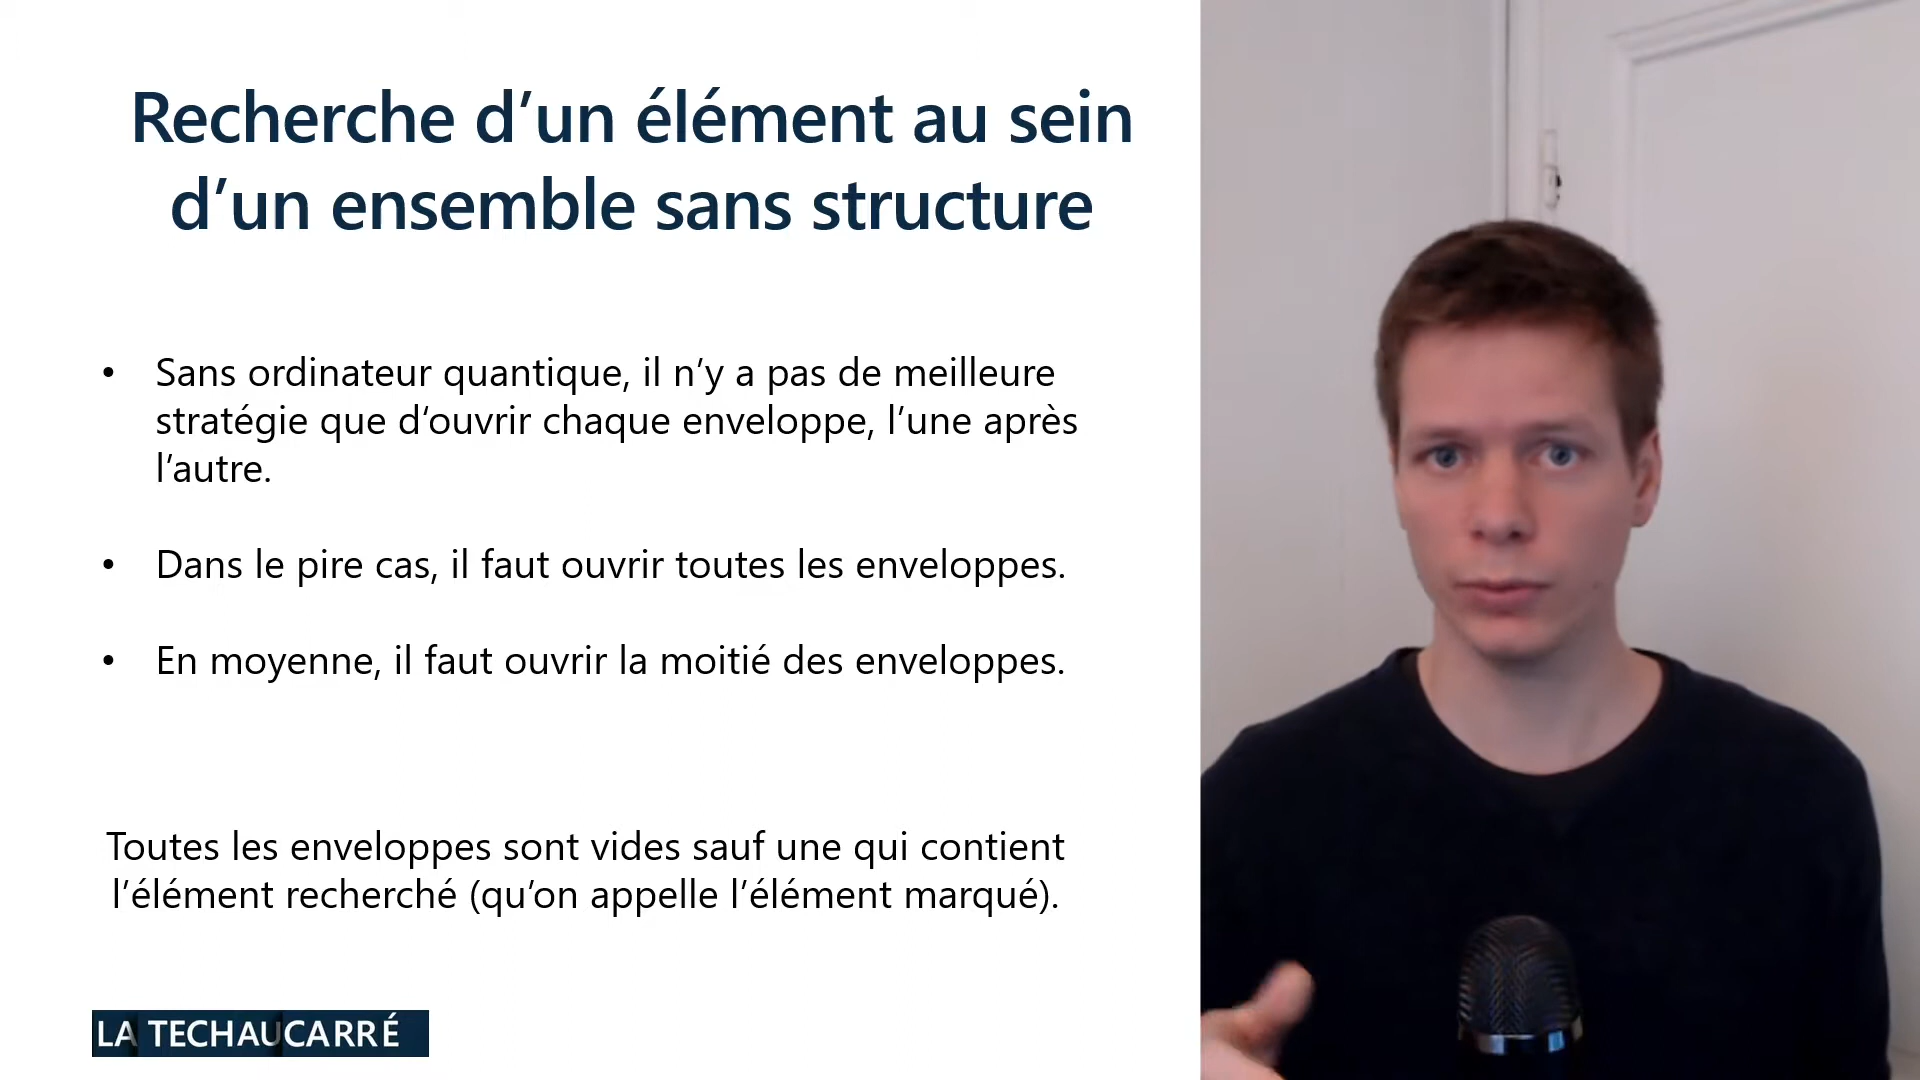 Recherche d’un élément au sein
d’un ensemble sans structure
• Sans ordinateur quantique, il n’y a pas de meilleure
stratégie que d‘ouvrir chaque enveloppe, l’une après
l’autre.
• Dans le pire cas, il faut ouvrir toutes les enveloppes.
• En moyenne, il faut ouvrir la moitié des enveloppes.
Toutes les enveloppes sont vides sauf une qui contient
l’élément recherché (qu’on appelle l’élément marqué).
LA TECHAUCARRÉ